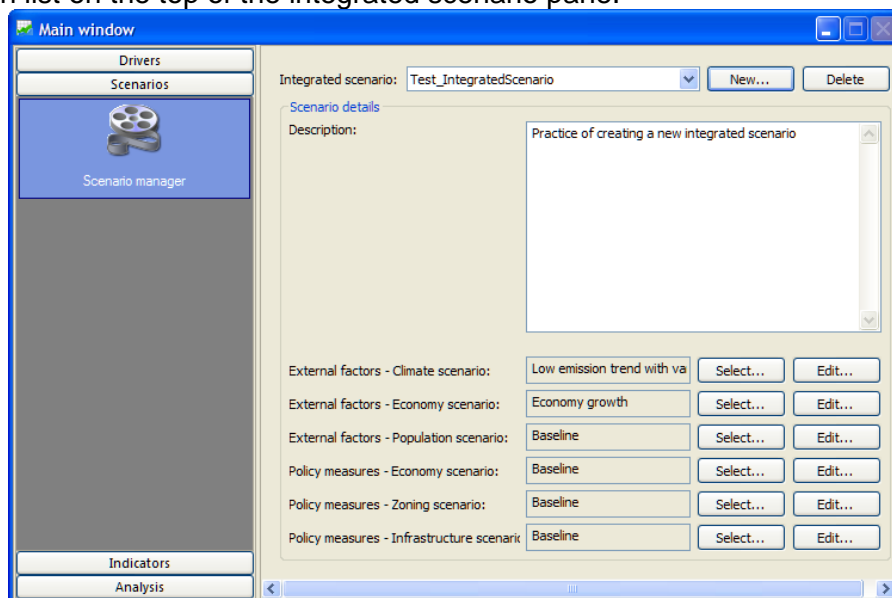 list on the top of the integrated scenario pane.
Main window
Drivers
Scenarios
Scenario manager
Indicators
Analysis
Integrated scenario: Test_IntegratedScenario New... Delete
Scenario details
Description: Practice of creating a new integrated scenario
External factors - Climate scenario: Low emission trend with va Select... Edit...
External factors - Economy scenario: Economy growth Select... Edit...
External factors - Population scenario: Baseline Select... Edit...
Policy measures - Economy scenario: Baseline Select... Edit...
Policy measures - Zoning scenario: Baseline Select... Edit...
Policy measures - Infrastructure scenaric Baseline Select... Edit...